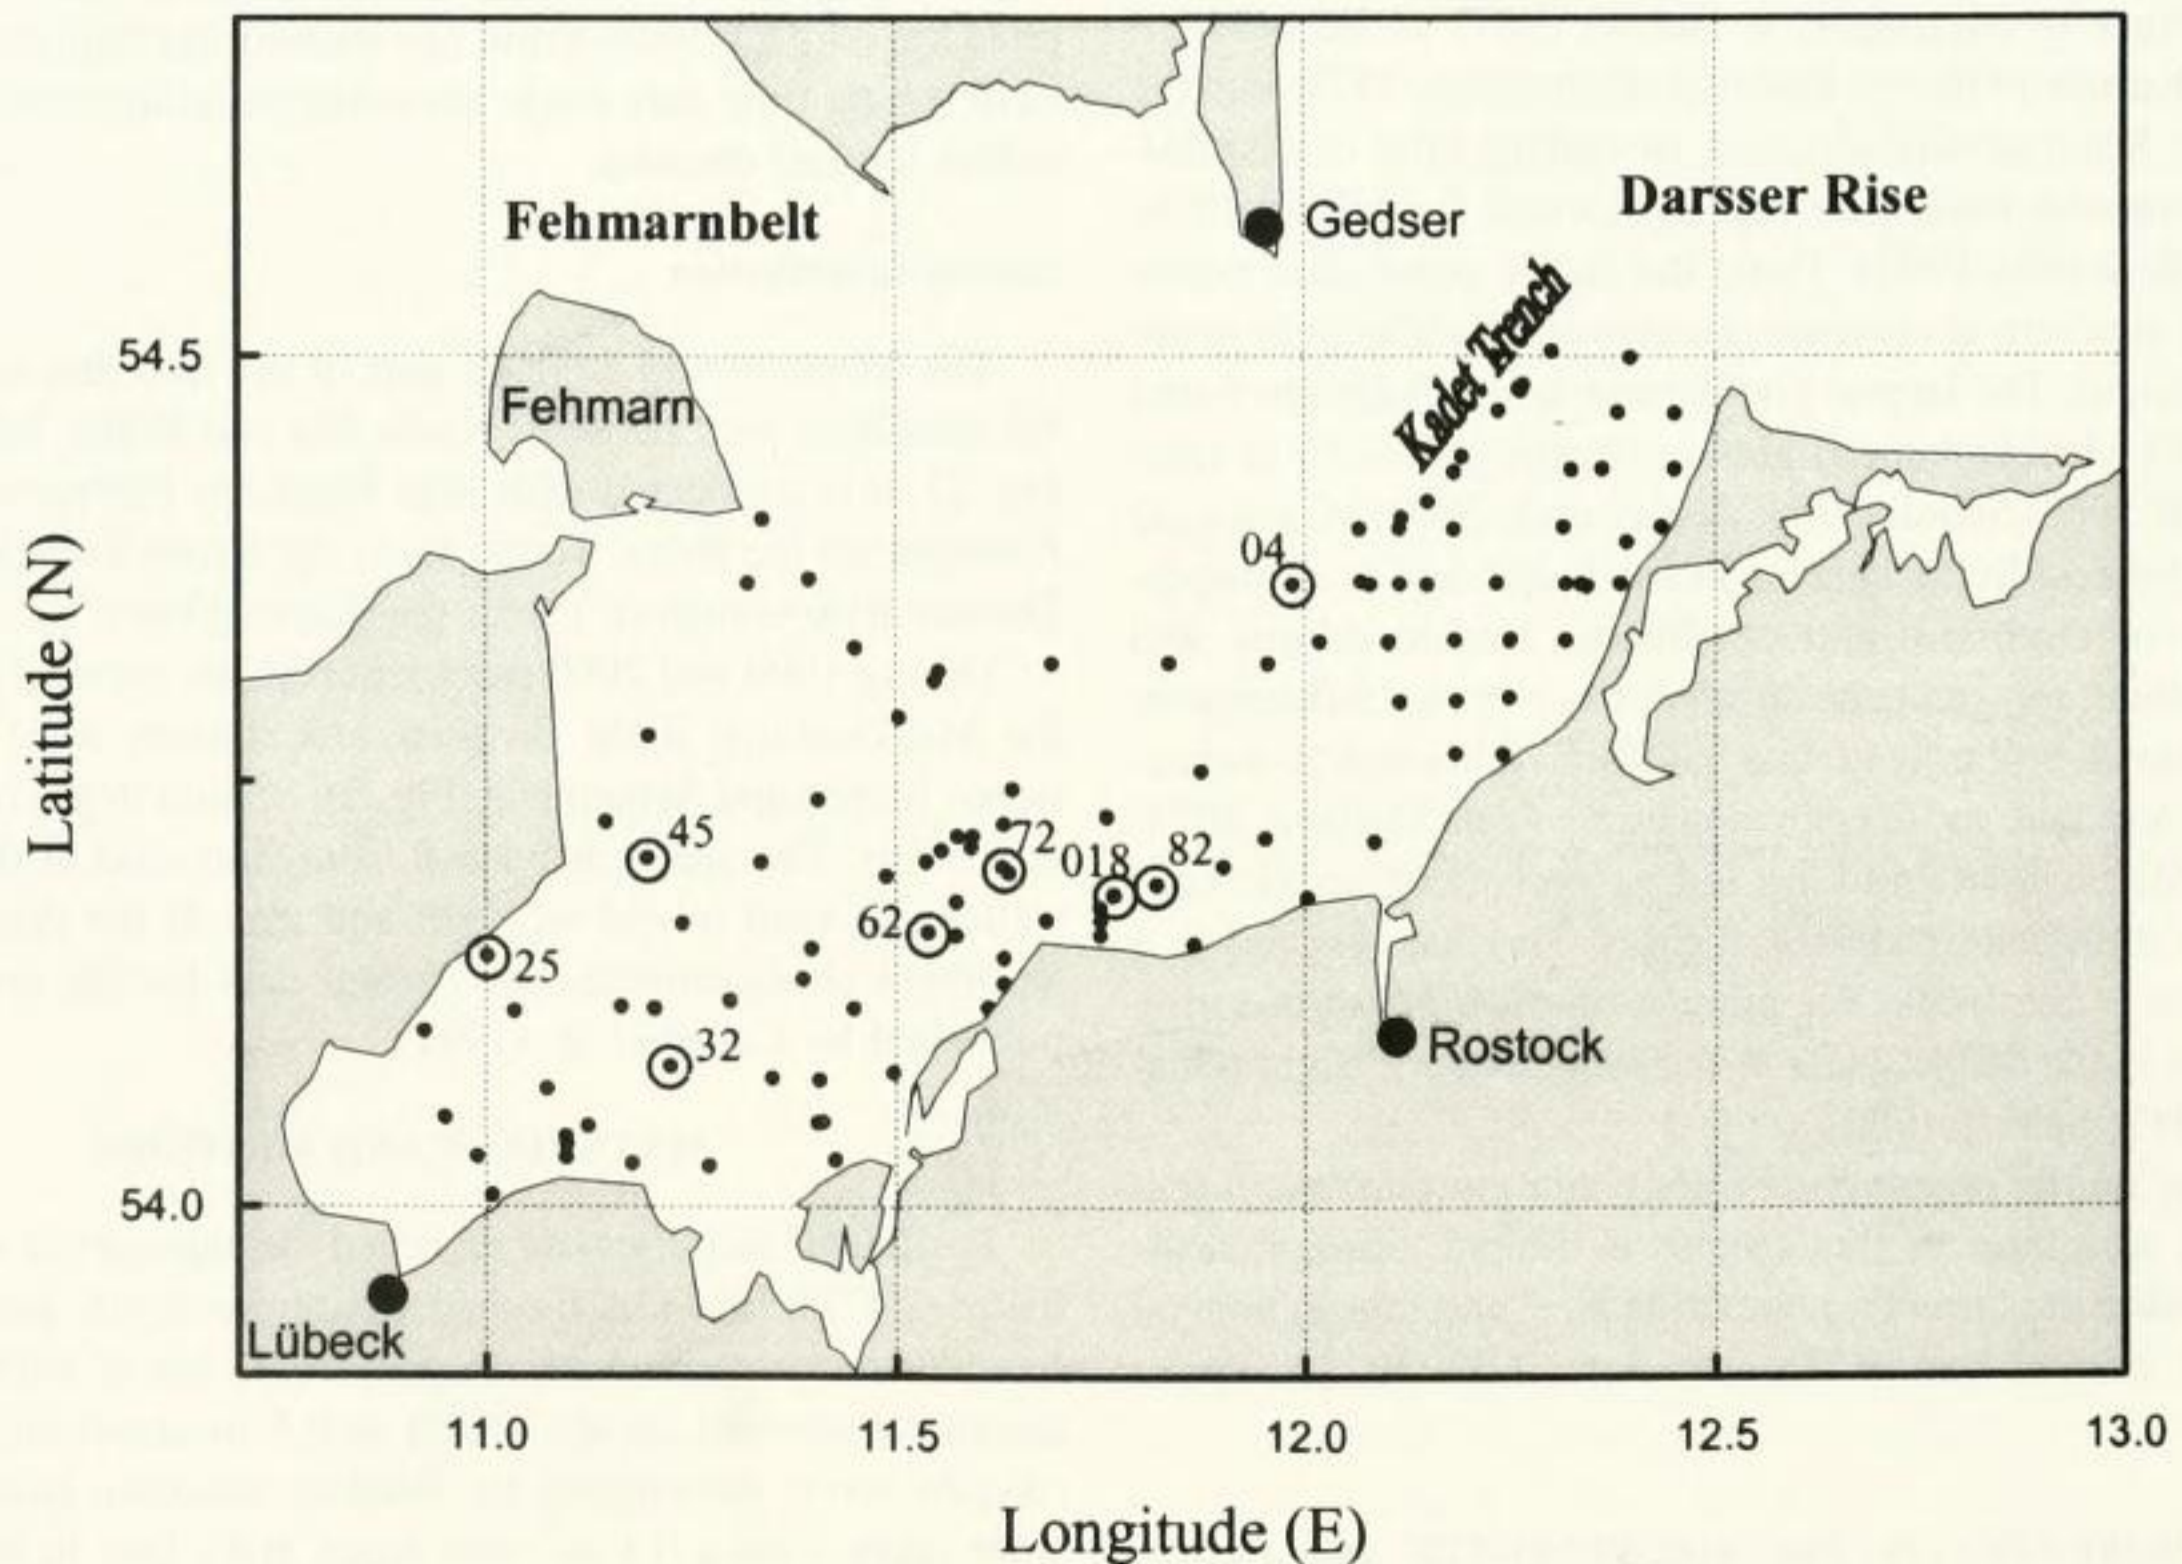 Darsser Rise
Fehmarnbelt
Gedser
Kadet Trench
54.5
Fehmarn
04
45
72
018
82
62
25
32
Rostock
54.0
Lübeck
11.0
11.5
12.0
12.5
13.0
Latitude (N)
Longitude (E)